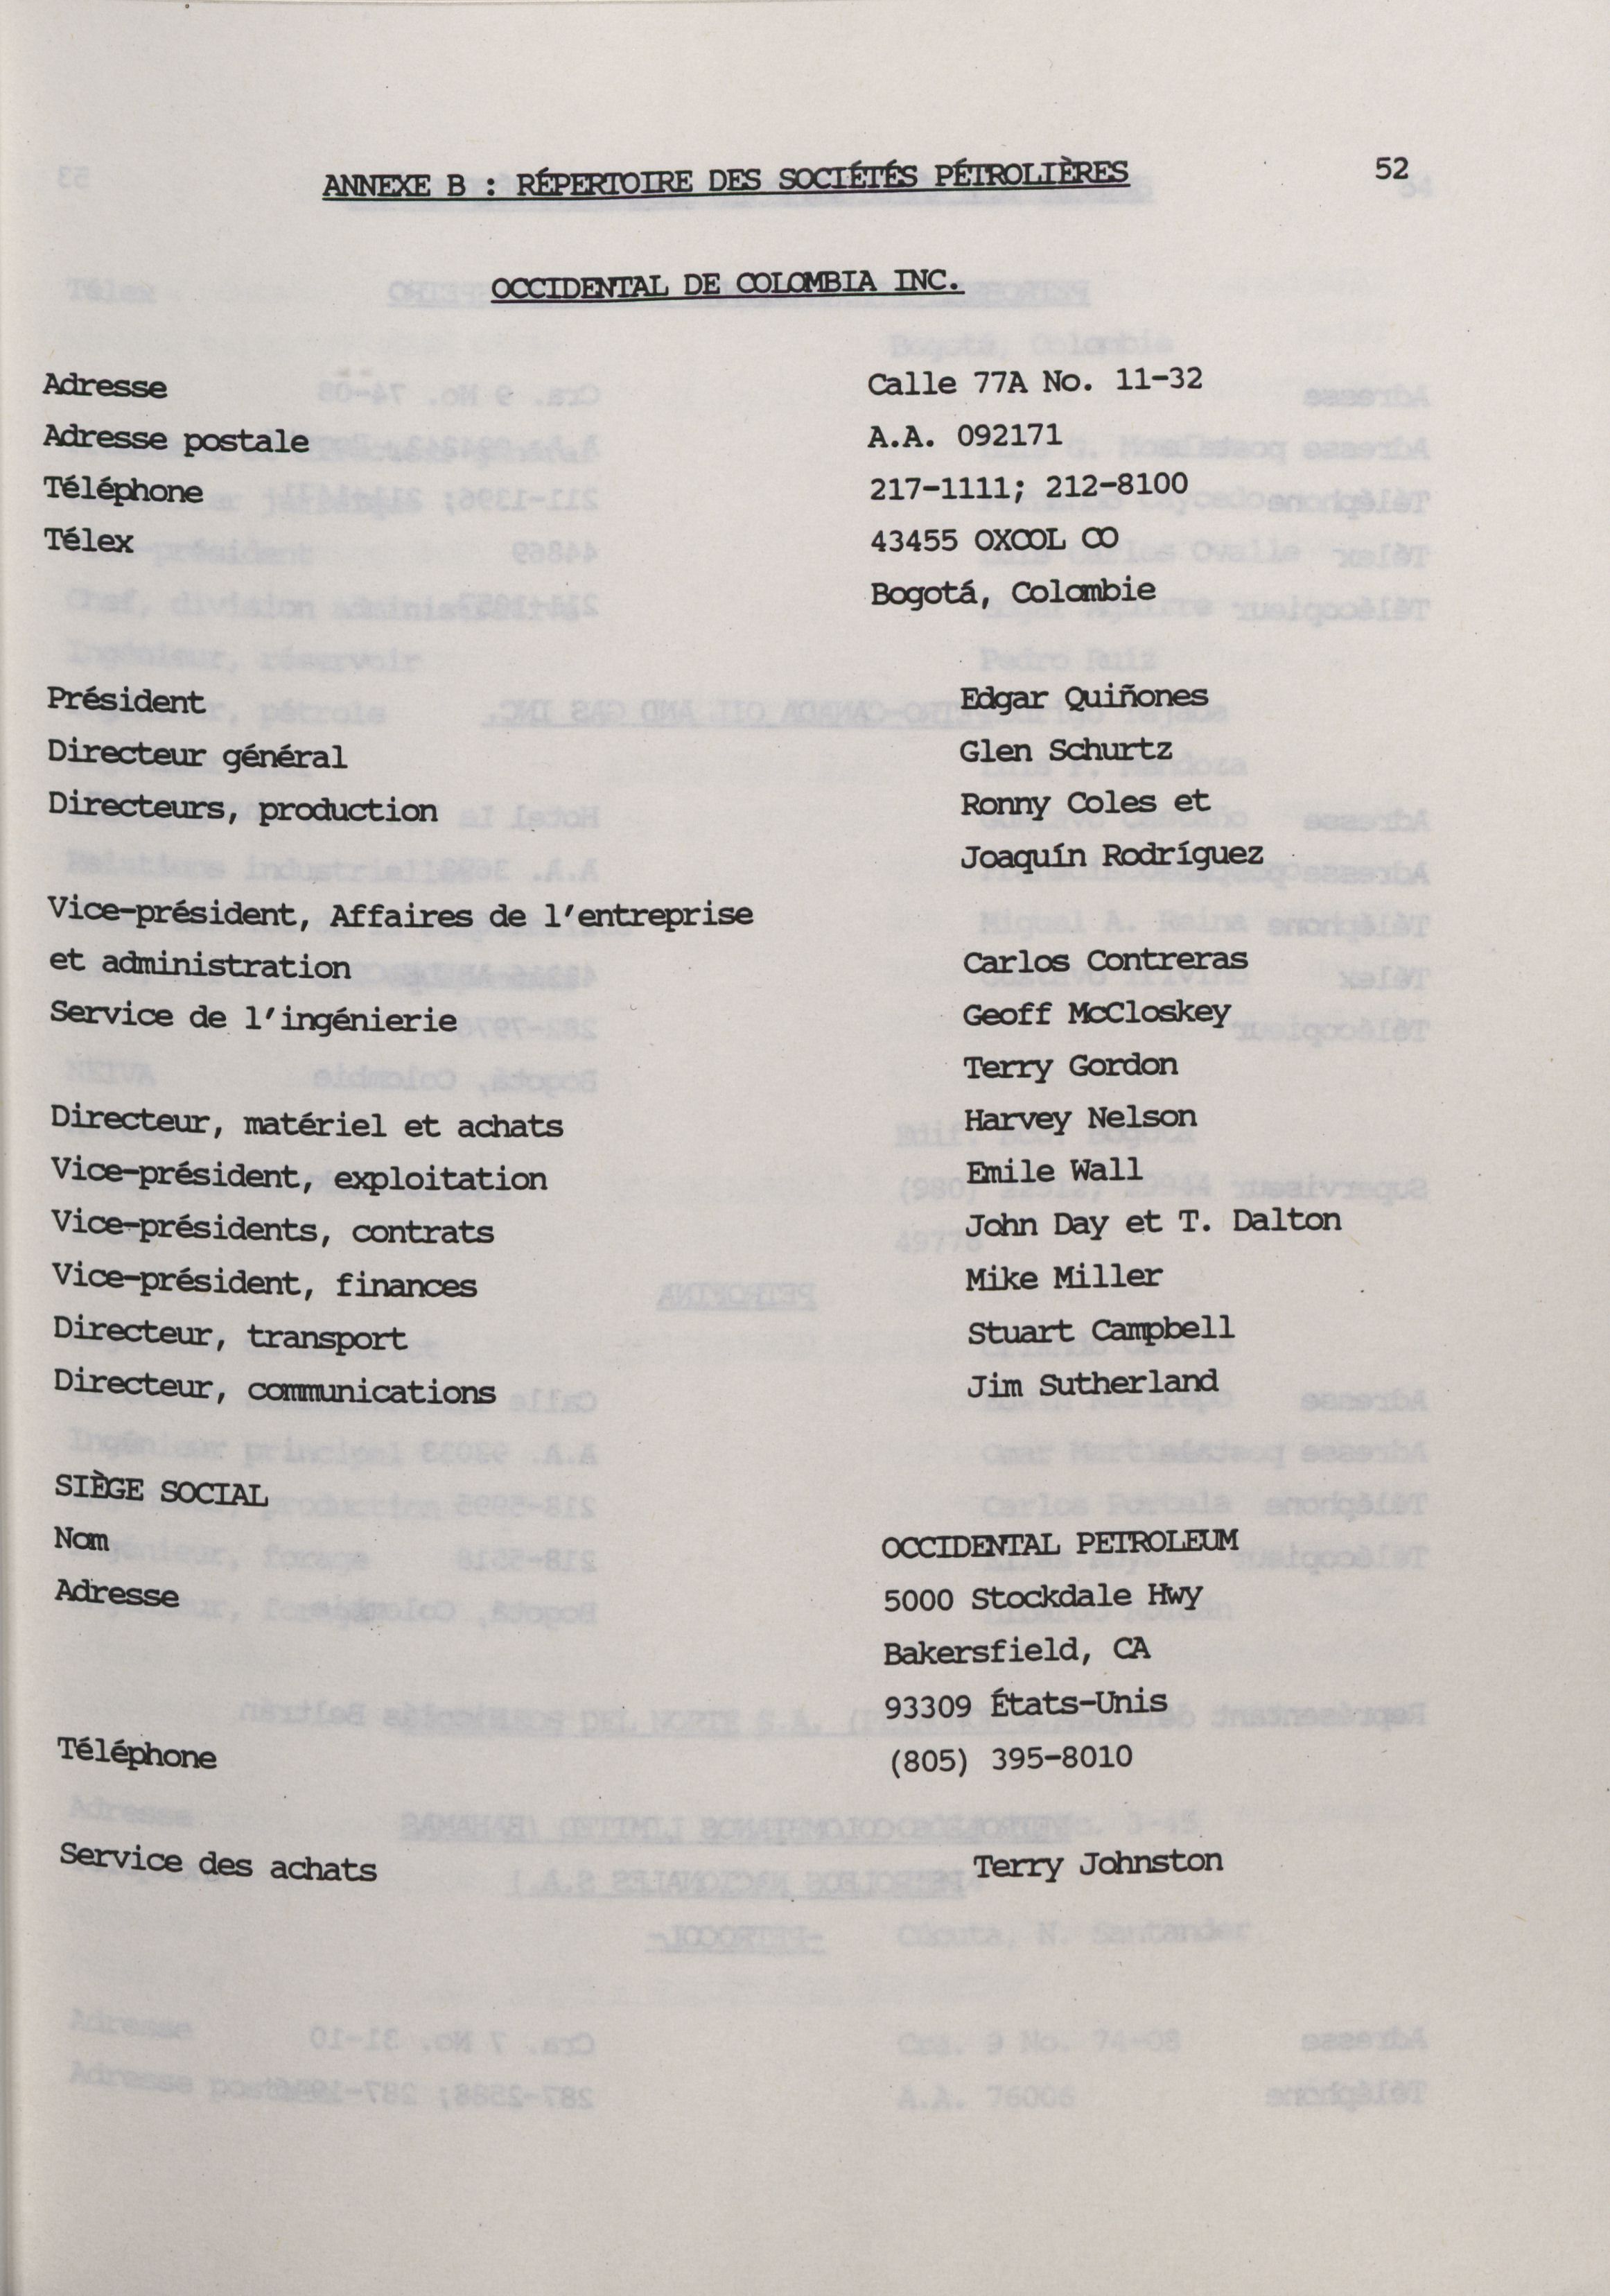 ANNEXE B : RÉPERTOIRE DES SOCIÉTÉS PÉTROLIÈRES 52
OCCIDENTAL DE COLOMBIA INC.
Adresse Calle 77A No. 11-32
Adresse postale A.A. 092171
Téléphone 217-1111; 212-8100
Télex 43455 OXCOL CO
Bogotá, Colombie
Président Edgar Quiñones
Directeur général Glen Schurtz
Directeurs, production Ronny Coles et
Joaquín Rodríguez
Vice-président, Affaires de l'entreprise
et administration Carlos Contreras
Service de l'ingénierie Geoff McCloskey
Terry Gordon
Directeur, matériel et achats Harvey Nelson
Vice-président, exploitation Emile Wall
Vice-présidents, contrats John Day et T. Dalton
Vice-président, finances Mike Miller
Directeur, transport Stuart Campbell
Directeur, communications Jim Sutherland
SIÈGE SOCIAL
Nom OCCIDENTAL PETROLEUM
Adresse 5000 Stockdale Hwy
Bakersfield, CA
93309 États-Unis
Téléphone (805) 395-8010
Service des achats Terry Johnston